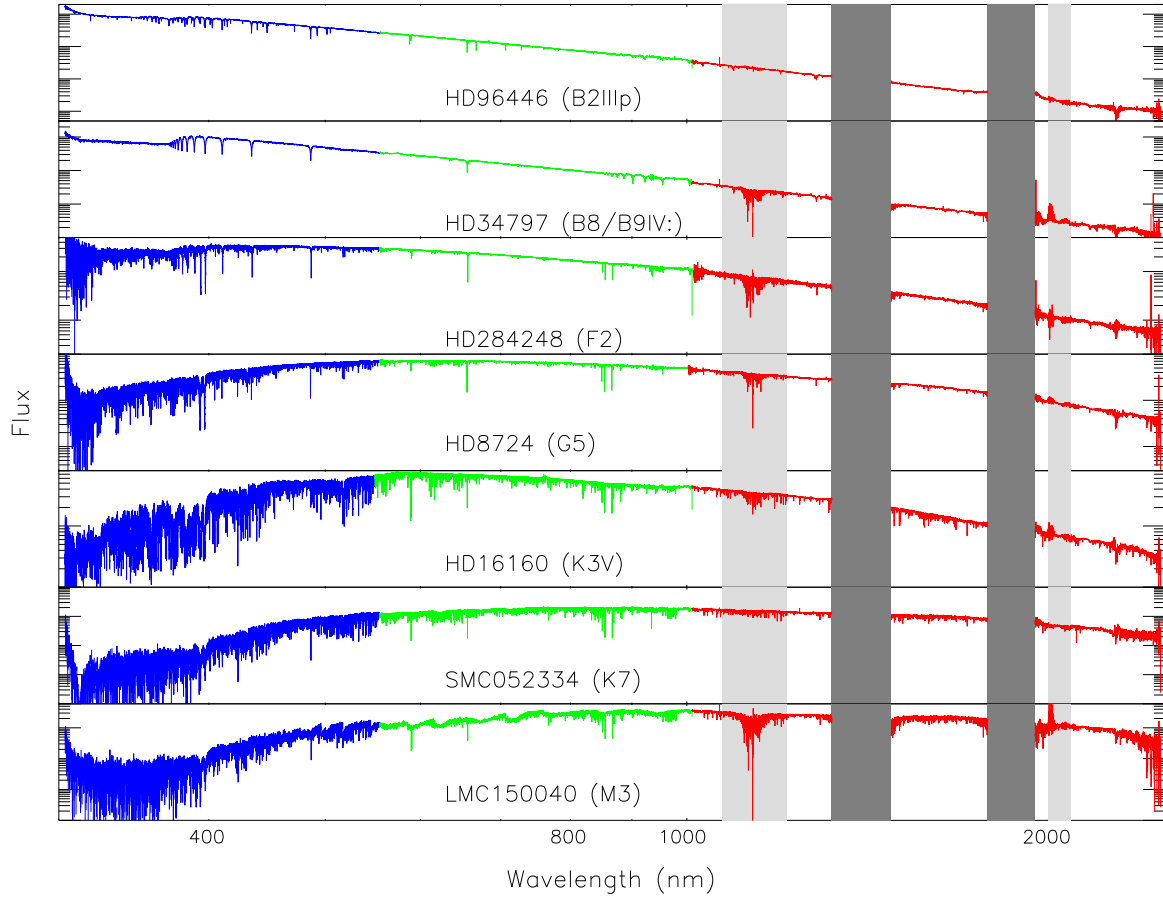 HD96446 (B2IIIp)
HD34797 (B8/B9IV:)
HD284248 (F2)
HD8724 (G5)
HD16160 (K3V)
SMC052334 (K7)
LMC150040 (M3)
Flux
400 800 1000 2000
Wavelength (nm)